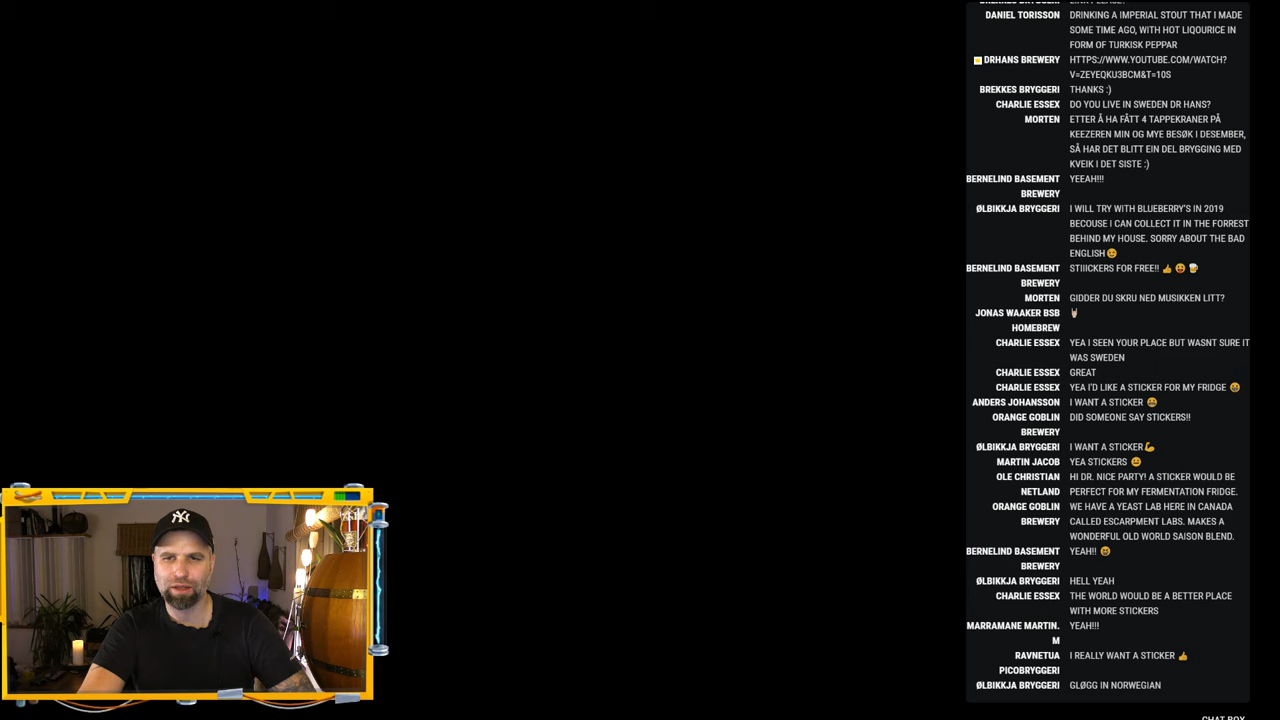 DANIEL TORISSON DRINKING A IMPERIAL STOUT THAT I MADE
SOME TIME AGO, WITH HOT LIQOURICE IN
FORM OF TURKISK PEPPAR
DRHANS BREWERY HTTPS://WWW.YOUTUBE.COM/WATCH?
V=ZEYEQKU3BCM&T=10S
BREKKES BRYGGERI THANKS :)
CHARLIE ESSEX DO YOU LIVE IN SWEDEN DR HANS?
MORTEN ETTER Å HA FÅTT 4 TAPPEKRANER PÅ
KEEZEREN MIN OG MYE BESØK I DESEMBER,
SÅ HAR DET BLITT EIN DEL BRYGGING MED
KVEIK I DET SISTE :)
BERNELIND BASEMENT YEEAH!!!
BREWERY
ØLBIKKJA BRYGGERI I WILL TRY WITH BLUEBERRY'S IN 2019
BECOUSE I CAN COLLECT IT IN THE FORREST
BEHIND MY HOUSE. SORRY ABOUT THE BAD
ENGLISH😉
BERNELIND BASEMENT STIIICKERS FOR FREE!! 👍 😝 🍺
BREWERY
MORTEN GIDDER DU SKRU NED MUSIKKEN LITT?
JONAS WAAKER BSB 🤘
HOMEBREW
CHARLIE ESSEX YEA I SEEN YOUR PLACE BUT WASNT SURE IT
WAS SWEDEN
CHARLIE ESSEX GREAT
CHARLIE ESSEX YEA I'D LIKE A STICKER FOR MY FRIDGE 😆
ANDERS JOHANSSON I WANT A STICKER 😆
ORANGE GOBLIN DID SOMEONE SAY STICKERS!!
BREWERY
ØLBIKKJA BRYGGERI I WANT A STICKER💪
MARTIN JACOB YEA STICKERS 😀
OLE CHRISTIAN HI DR. NICE PARTY! A STICKER WOULD BE
NETLAND PERFECT FOR MY FERMENTATION FRIDGE.
ORANGE GOBLIN WE HAVE A YEAST LAB HERE IN CANADA
BREWERY CALLED ESCARPMENT LABS. MAKES A
WONDERFUL OLD WORLD SAISON BLEND.
BERNELIND BASEMENT YEAH!! 😝
BREWERY
ØLBIKKJA BRYGGERI HELL YEAH
CHARLIE ESSEX THE WORLD WOULD BE A BETTER PLACE
WITH MORE STICKERS
MARRAMANE MARTIN. YEAH!!!
M
RAVNETUA I REALLY WANT A STICKER 👍
PICOBRYGGERI
ØLBIKKJA BRYGGERI GLØGG IN NORWEGIAN